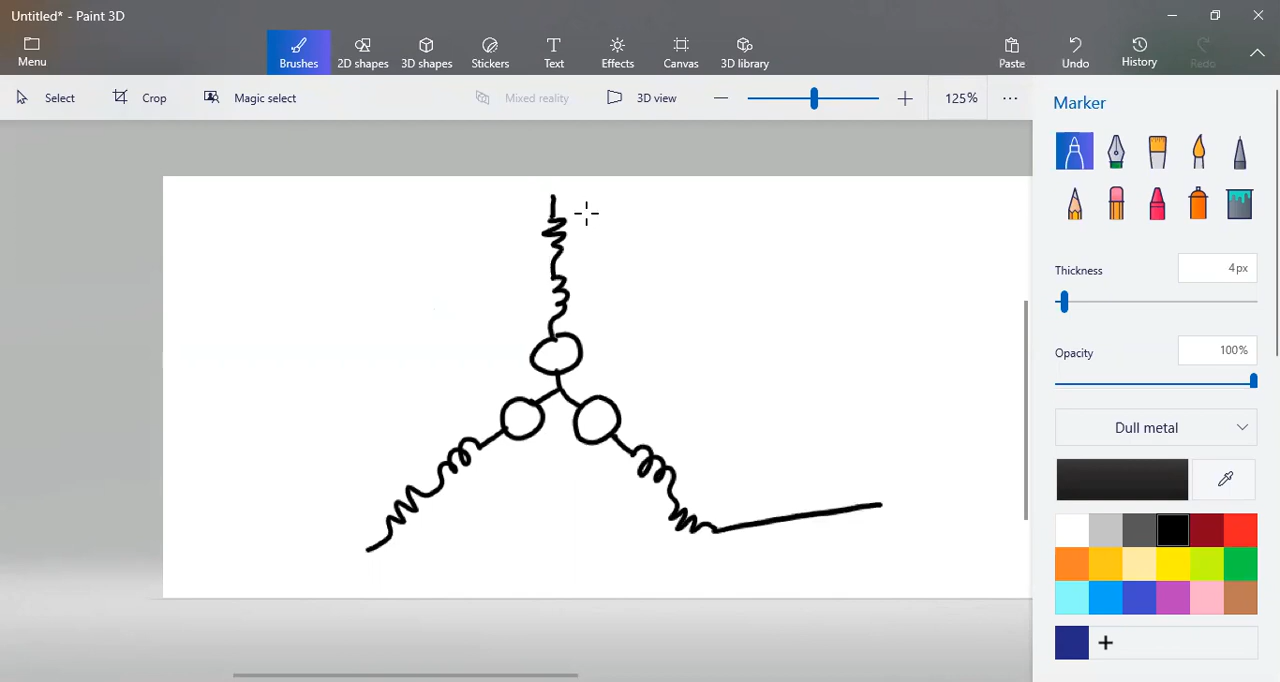 Untitled* - Paint 3D
Menu
Brushes
2D shapes
3D shapes
Stickers
Text
Effects
Canvas
3D library
Paste
Undo
History
Redo
Select
Crop
Magic select
Mixed reality
3D view
125%
Marker
Thickness
4px
Opacity
100%
Dull metal